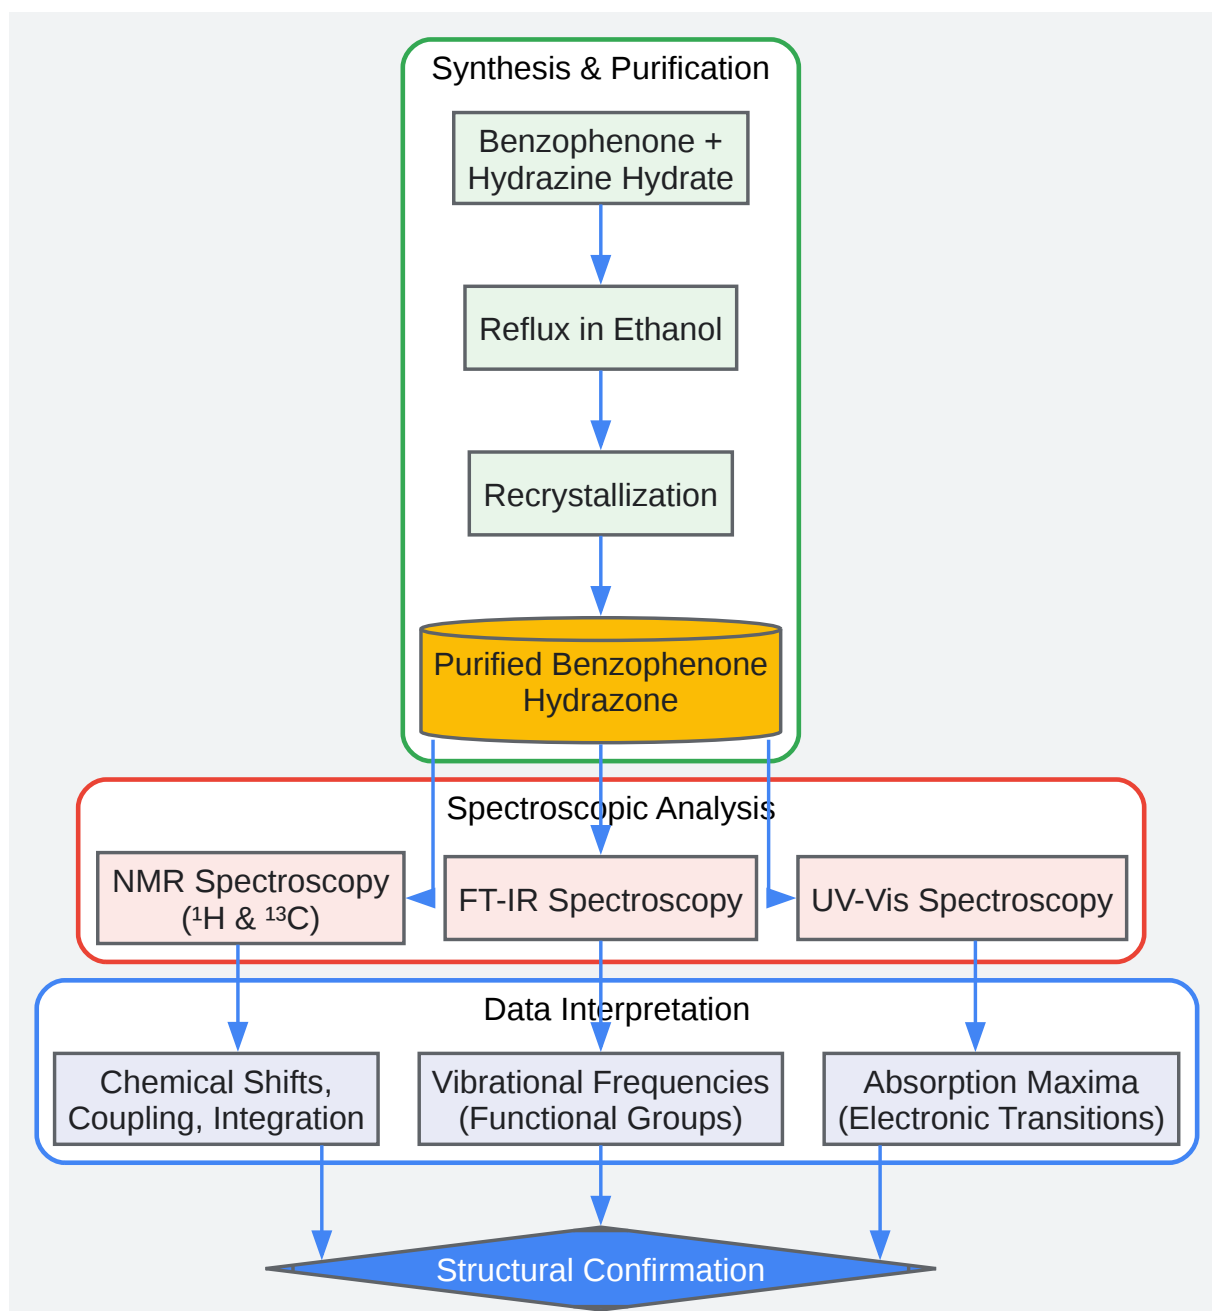 Synthesis & Purification
Benzophenone +
Hydrazine Hydrate
Reflux in Ethanol
Recrystallization
Purified Benzophenone
Hydrazone
Spectroscopic Analysis
NMR Spectroscopy
(¹H & ¹³C)
FT-IR Spectroscopy
UV-Vis Spectroscopy
Data Interpretation
Chemical Shifts,
Coupling, Integration
Vibrational Frequencies
(Functional Groups)
Absorption Maxima
(Electronic Transitions)
Structural Confirmation